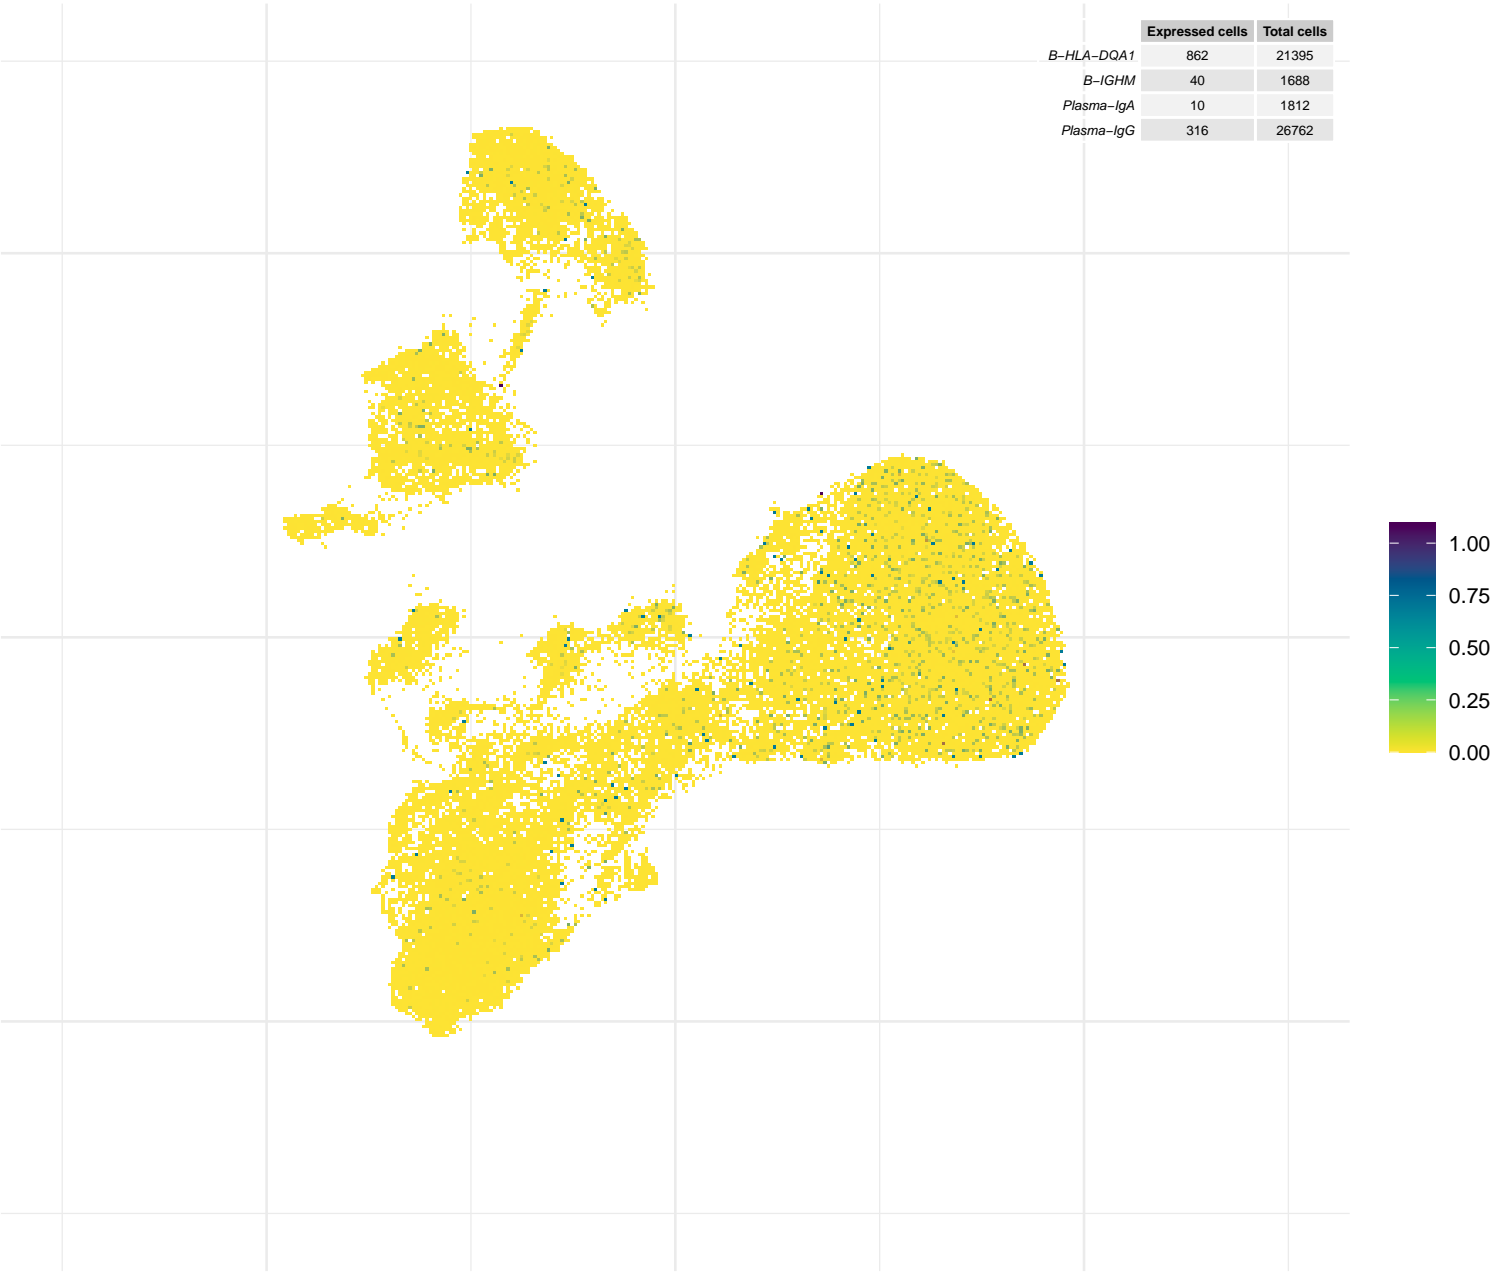 Expressed cells Total cells
B−HLA−DQA1 862 21395
B−IGHM 40 1688
Plasma−IgA 10 1812
Plasma−IgG 316 26762
1.00
0.75
0.50
0.25
0.00